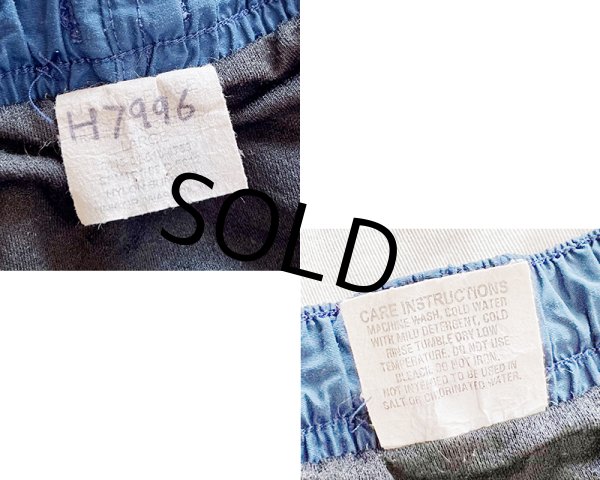 H7996
SOLD
CARE INSTRUCTIONS
MACHINE WASH, COLD WATER
WITH MILD DETERGENT, COLD
RINSE TUMBLE DRY LOW
TEMPERATURE. DO NOT USE
BLEACH, DO NOT IRON.
NOT INTENDED TO BE USED IN
SALT OR CHLORINATED WATER.